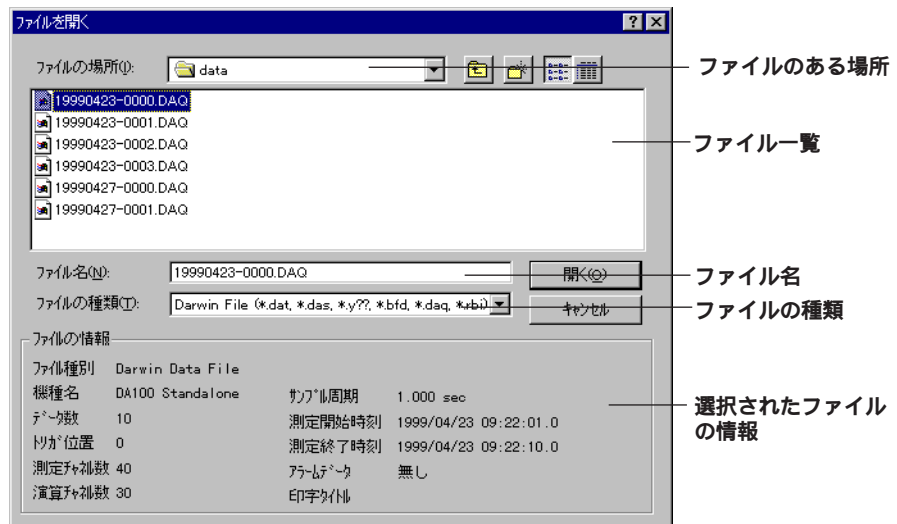 ファイルを開く
ファイルの場所(I):
data
ファイルのある場所
19990423-0000.DAQ
19990423-0001.DAQ
19990423-0002.DAQ
19990423-0003.DAQ
19990427-0000.DAQ
19990427-0001.DAQ
ファイル一覧
ファイル名(N):
19990423-0000.DAQ
開く(O)
ファイル名
ファイルの種類(T):
Darwin File (*.dat, *.das, *.y??, *.bfd, *.daq, *.rbi)
キャンセル
ファイルの種類
ファイルの情報
ファイル種別 Darwin Data File
機種名 DA100 Standalone
データ数 10
トリガ位置 0
測定チャネル数 40
演算チャネル数 30
サンプル周期 1.000 sec
測定開始時刻 1999/04/23 09:22:01.0
測定終了時刻 1999/04/23 09:22:10.0
アラームデータ 無し
印字タイトル
選択されたファイル
の情報